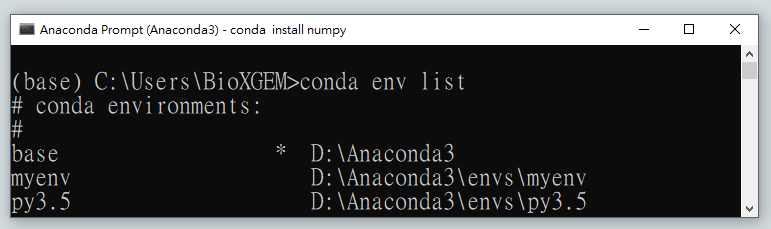 Anaconda Prompt (Anaconda3) - conda  install numpy
(base) C:\Users\BioXGEM>conda env list
# conda environments:
#
base                  *  D:\Anaconda3
myenv                    D:\Anaconda3\envs\myenv
py3.5                    D:\Anaconda3\envs\py3.5